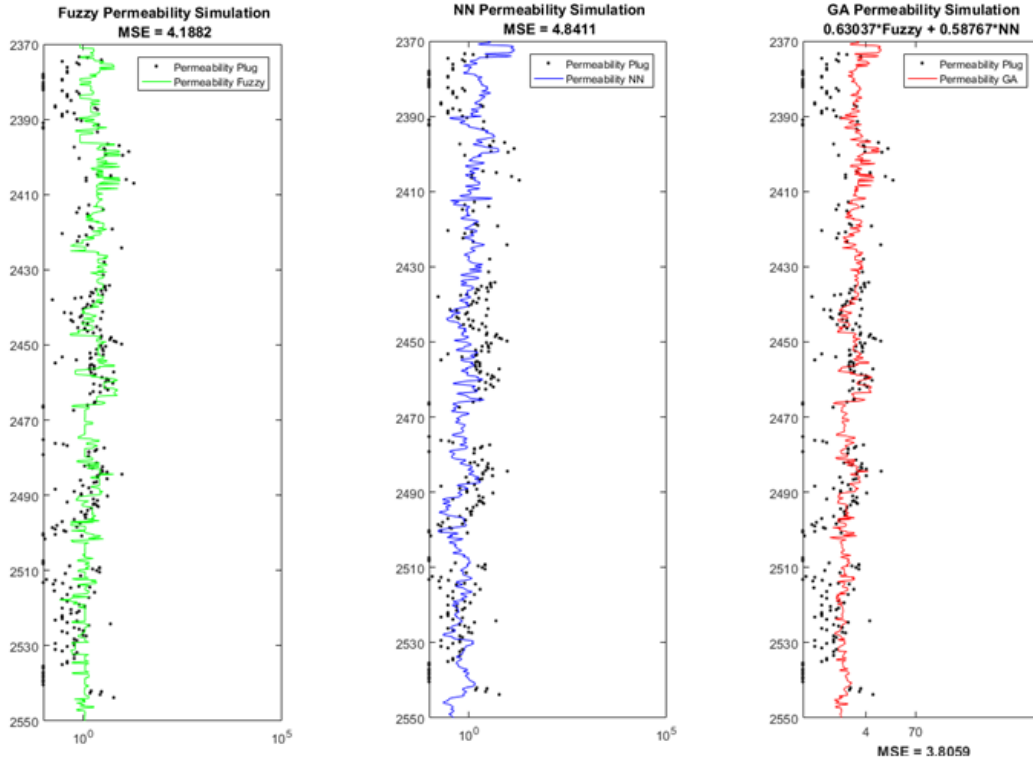 Fuzzy Permeability Simulation
MSE = 4.1882
2370
2390
2410
2430
2450
2470
2490
2510
2530
2550
10^0
10^5
Permeability Plug
Permeability Fuzzy
NN Permeability Simulation
MSE = 4.8411
2370
2390
2410
2430
2450
2470
2490
2510
2530
2550
10^0
10^5
Permeability Plug
Permeability NN
GA Permeability Simulation
0.63037*Fuzzy + 0.58767*NN
2370
2390
2410
2430
2450
2470
2490
2510
2530
2550
4
70
Permeability Plug
Permeability GA
MSE = 3.8059